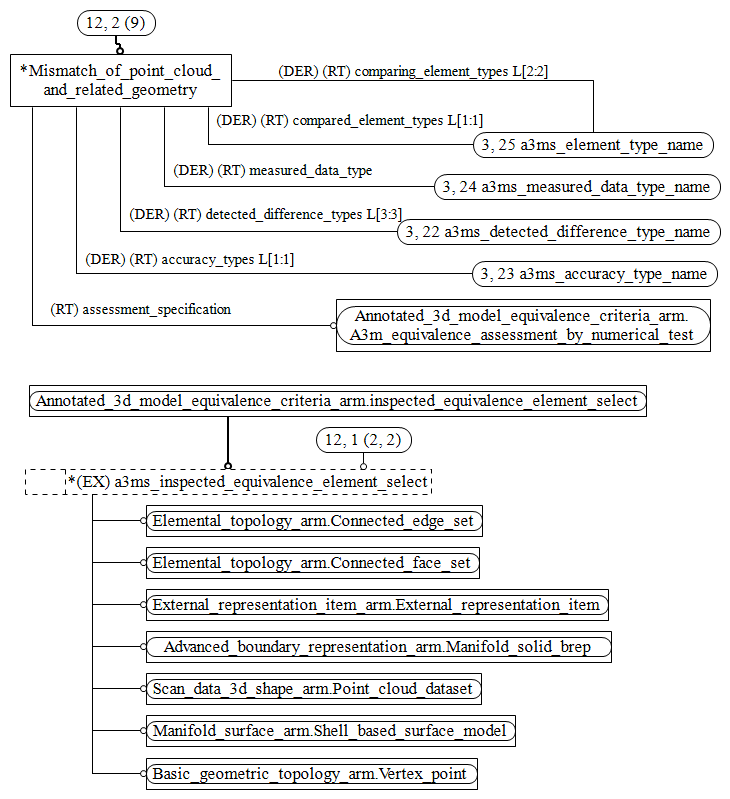 12, 2 (9)
*Mismatch_of_point_cloud_
and_related_geometry
(DER) (RT) comparing_element_types L[2:2]
(DER) (RT) compared_element_types L[1:1]
3, 25 a3ms_element_type_name
(DER) (RT) measured_data_type
3, 24 a3ms_measured_data_type_name
(DER) (RT) detected_difference_types L[3:3]
3, 22 a3ms_detected_difference_type_name
(DER) (RT) accuracy_types L[1:1]
3, 23 a3ms_accuracy_type_name
(RT) assessment_specification
Annotated_3d_model_equivalence_criteria_arm.
A3m_equivalence_assessment_by_numerical_test
Annotated_3d_model_equivalence_criteria_arm.inspected_equivalence_element_select
12, 1 (2, 2)
*(EX) a3ms_inspected_equivalence_element_select
Elemental_topology_arm.Connected_edge_set
Elemental_topology_arm.Connected_face_set
External_representation_item_arm.External_representation_item
Advanced_boundary_representation_arm.Manifold_solid_brep
Scan_data_3d_shape_arm.Point_cloud_dataset
Manifold_surface_arm.Shell_based_surface_model
Basic_geometric_topology_arm.Vertex_point